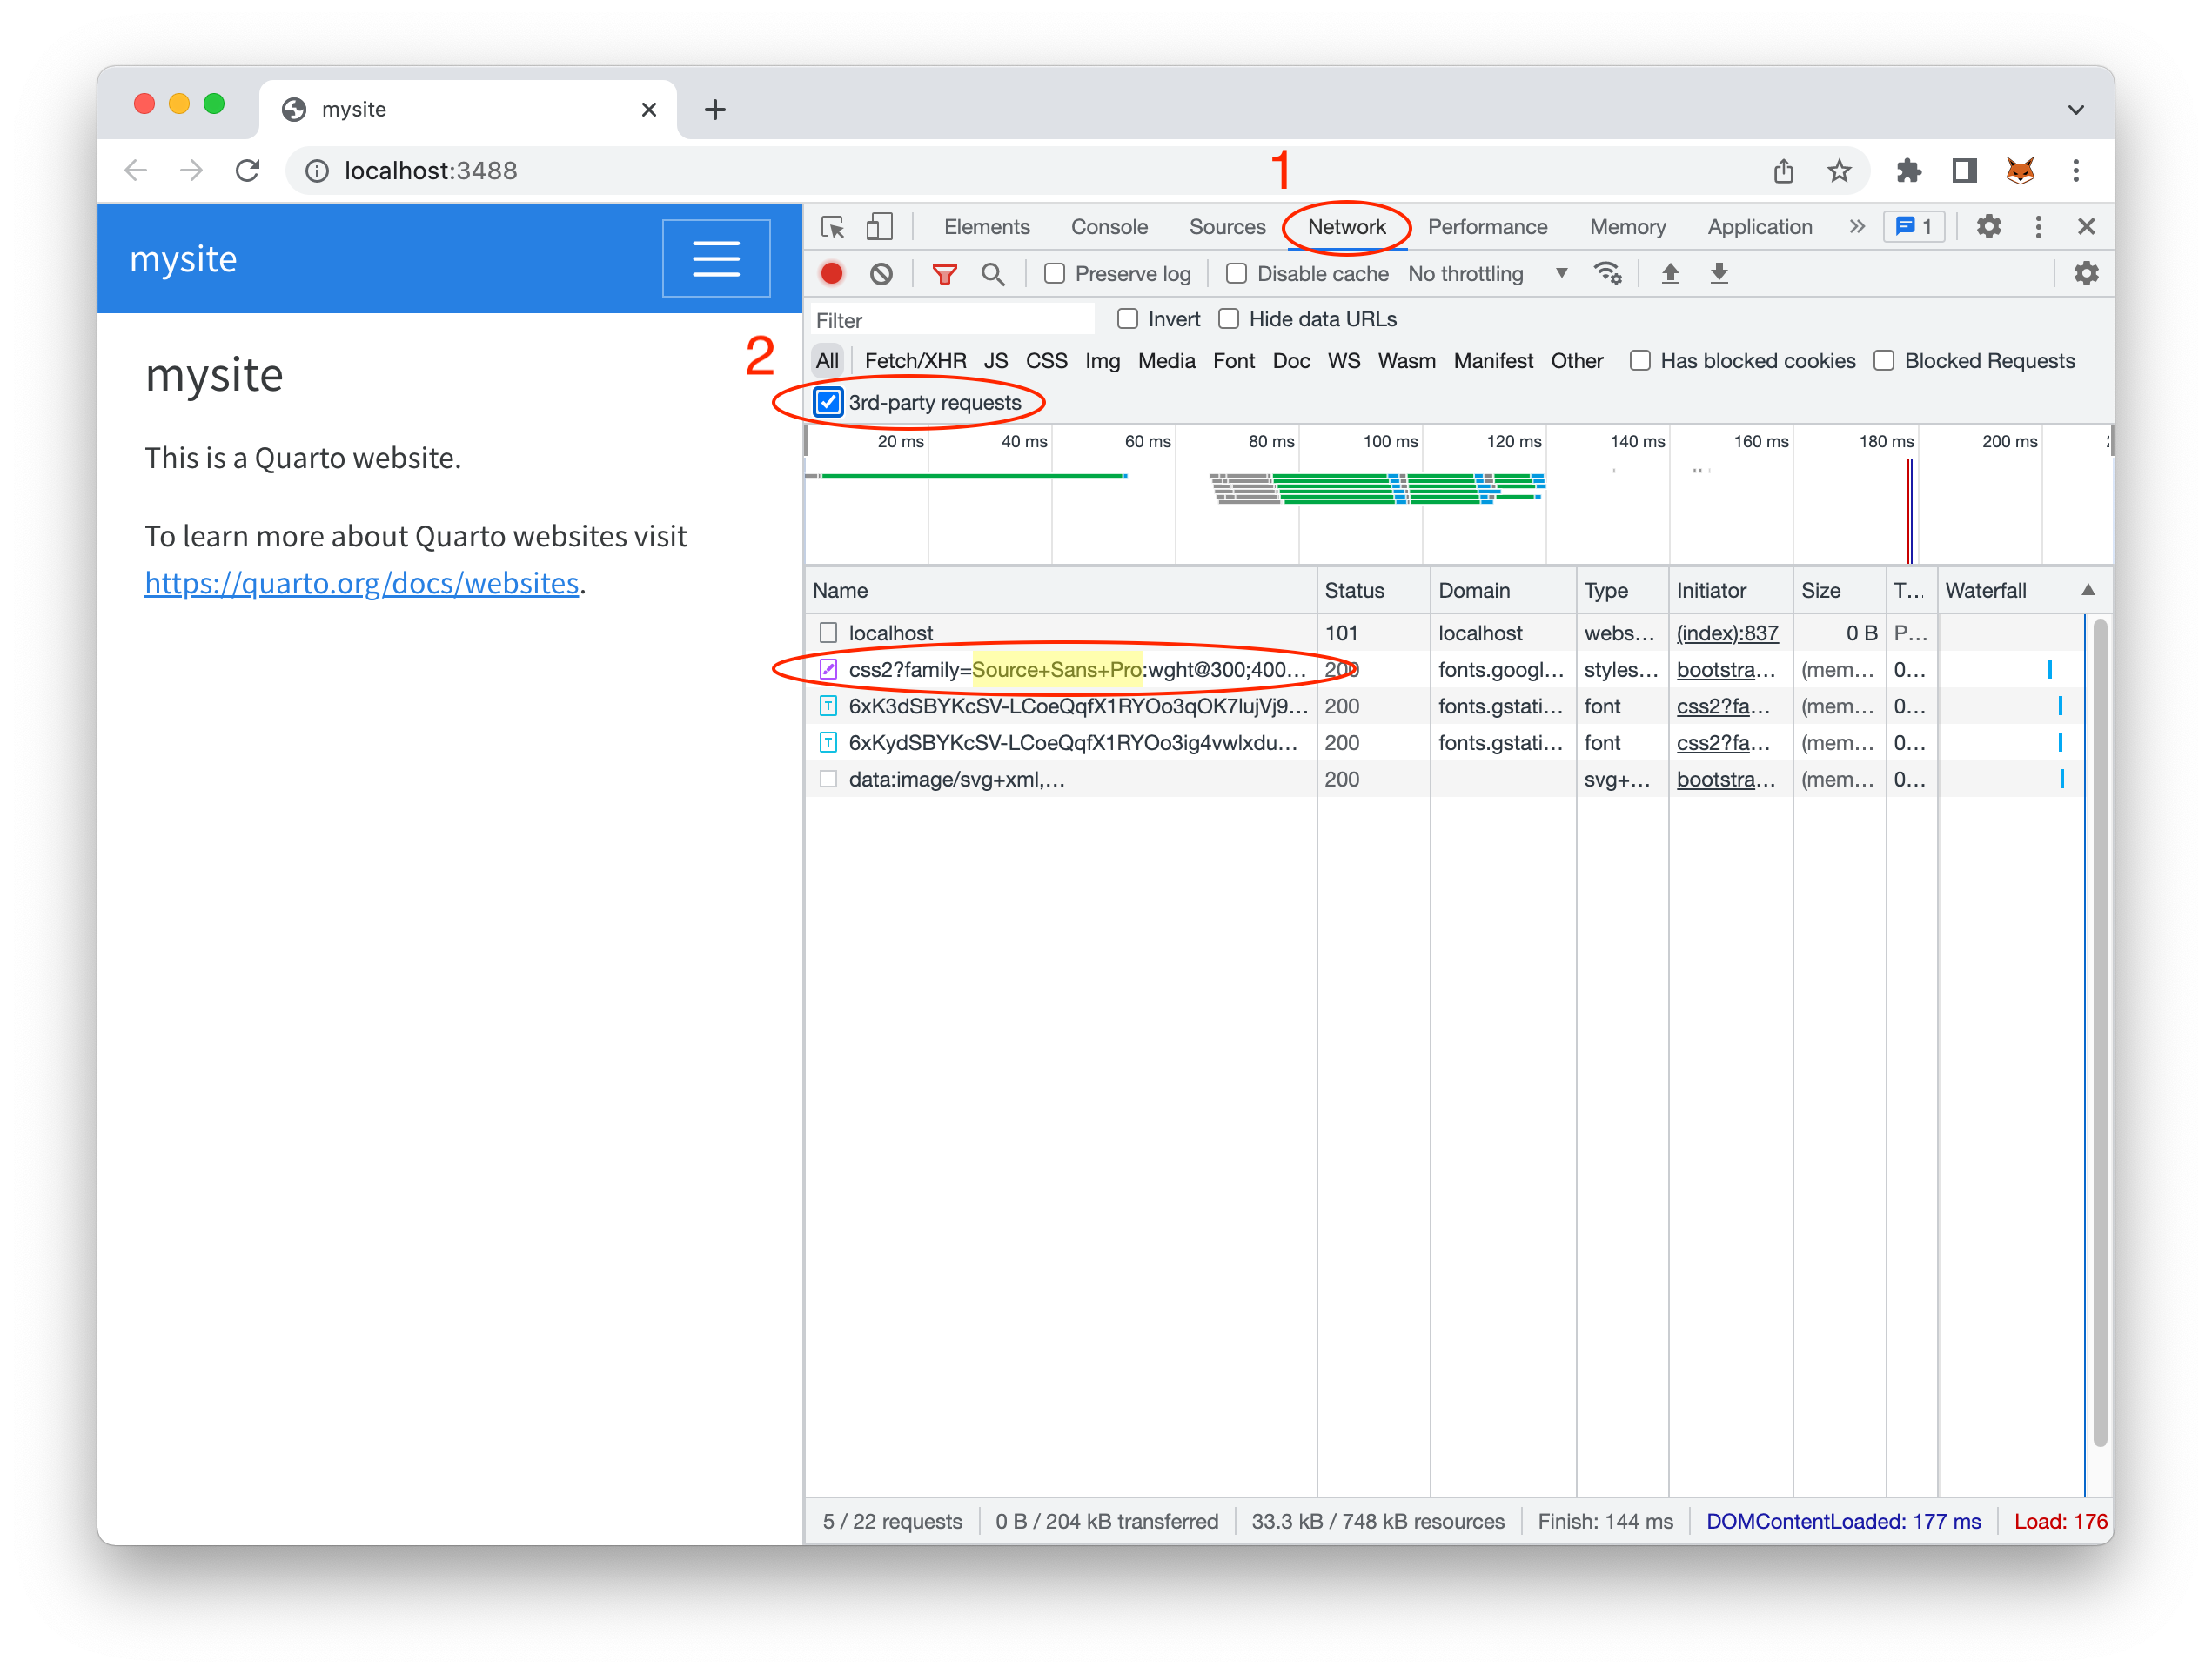 mysite
localhost:3488
1
mysite
Elements Console Sources Network Performance Memory Application 1
Preserve log Disable cache No throttling
Filter Invert Hide data URLs
2
All Fetch/XHR JS CSS Img Media Font Doc WS Wasm Manifest Other Has blocked cookies Blocked Requests
3rd-party requests
mysite
This is a Quarto website.
To learn more about Quarto websites visit
https://quarto.org/docs/websites.
20 ms 40 ms 60 ms 80 ms 100 ms 120 ms 140 ms 160 ms 180 ms 200 ms
Name Status Domain Type Initiator Size T... Waterfall
localhost 101 localhost webs... (index):837 0 B P...
css2?family=Source+Sans+Pro:wght@300;400... 200 fonts.googl... styles... bootstra... (mem... 0...
6xK3dSBYKcSV-LCoeQqfX1RYOo3qOK7lujVj9... 200 fonts.gstati... font css2?fa... (mem... 0...
6xKydSBYKcSV-LCoeQqfX1RYOo3ig4vwlxdu... 200 fonts.gstati... font css2?fa... (mem... 0...
data:image/svg+xml,... 200 svg+... bootstra... (mem... 0...
5 / 22 requests 0 B / 204 kB transferred 33.3 kB / 748 kB resources Finish: 144 ms DOMContentLoaded: 177 ms Load: 176